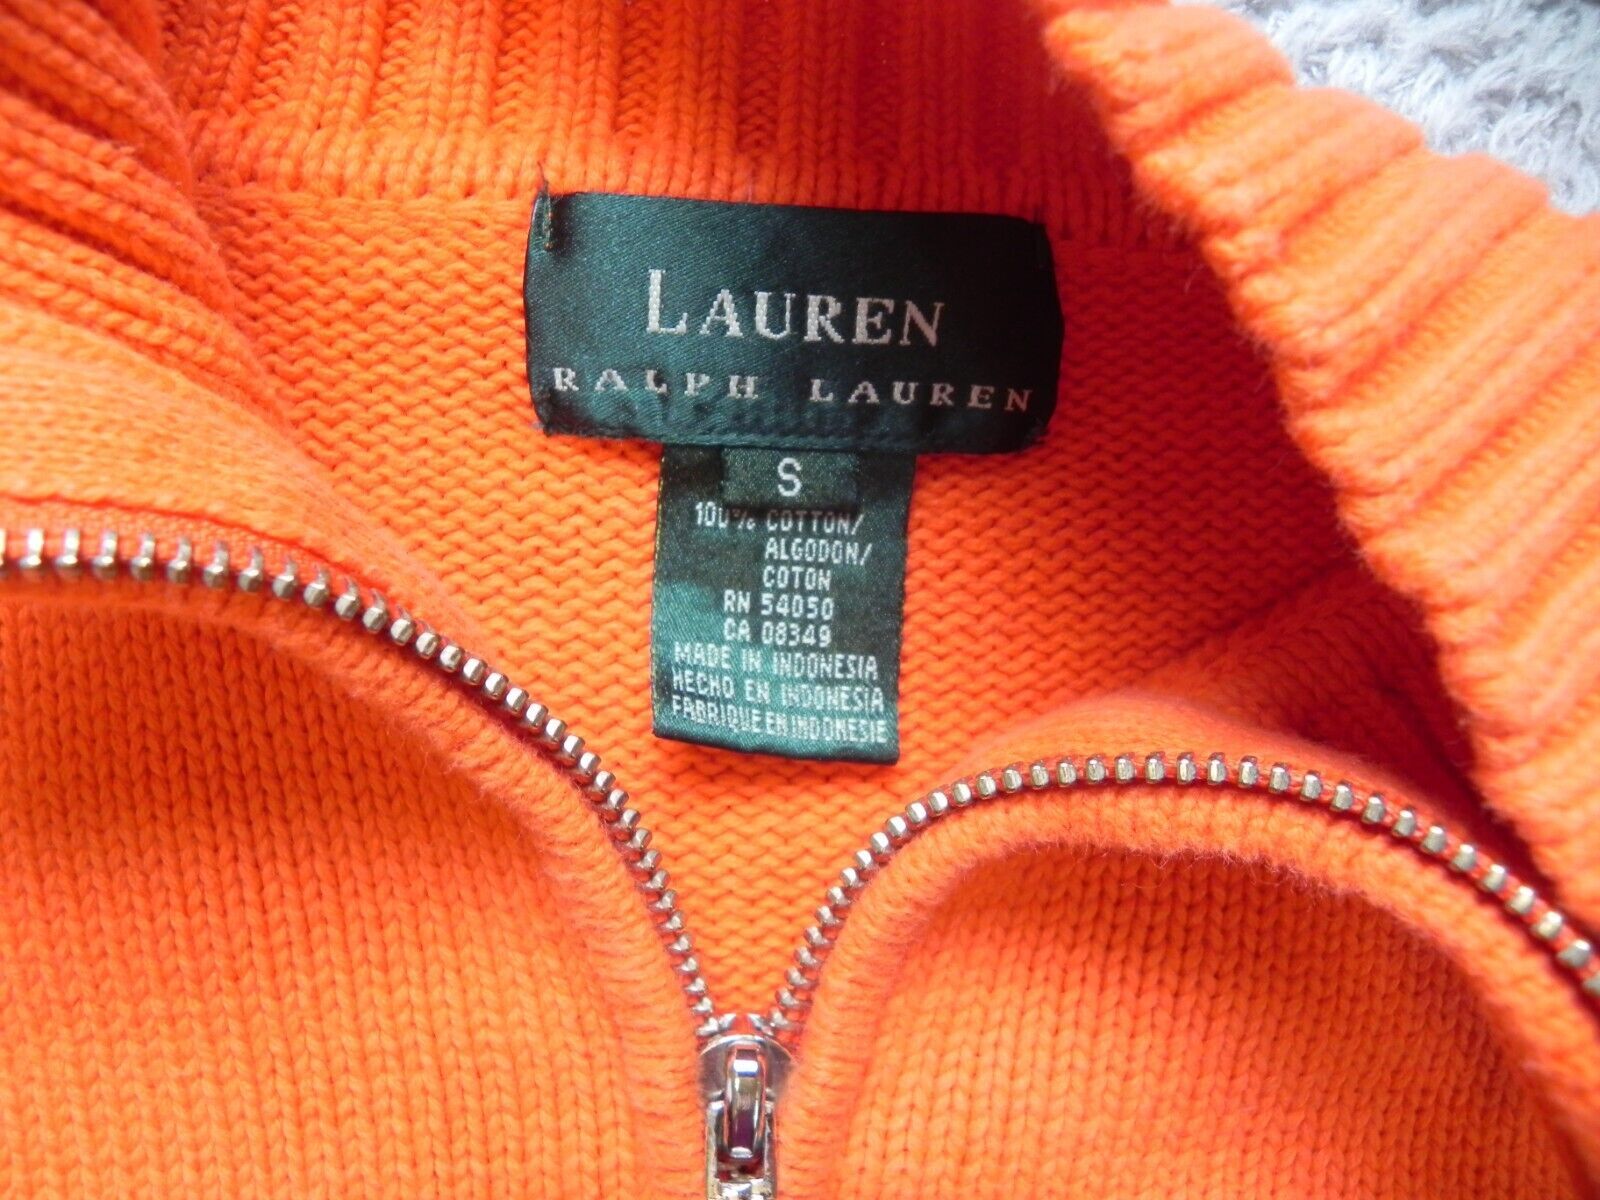 LAUREN
RALPH LAUREN
S
100% COTTON/
ALGODON/
COTON
RN 54050
CA 08349
MADE IN INDONESIA
HECHO EN INDONESIA
FABRIQUE EN INDONESIE